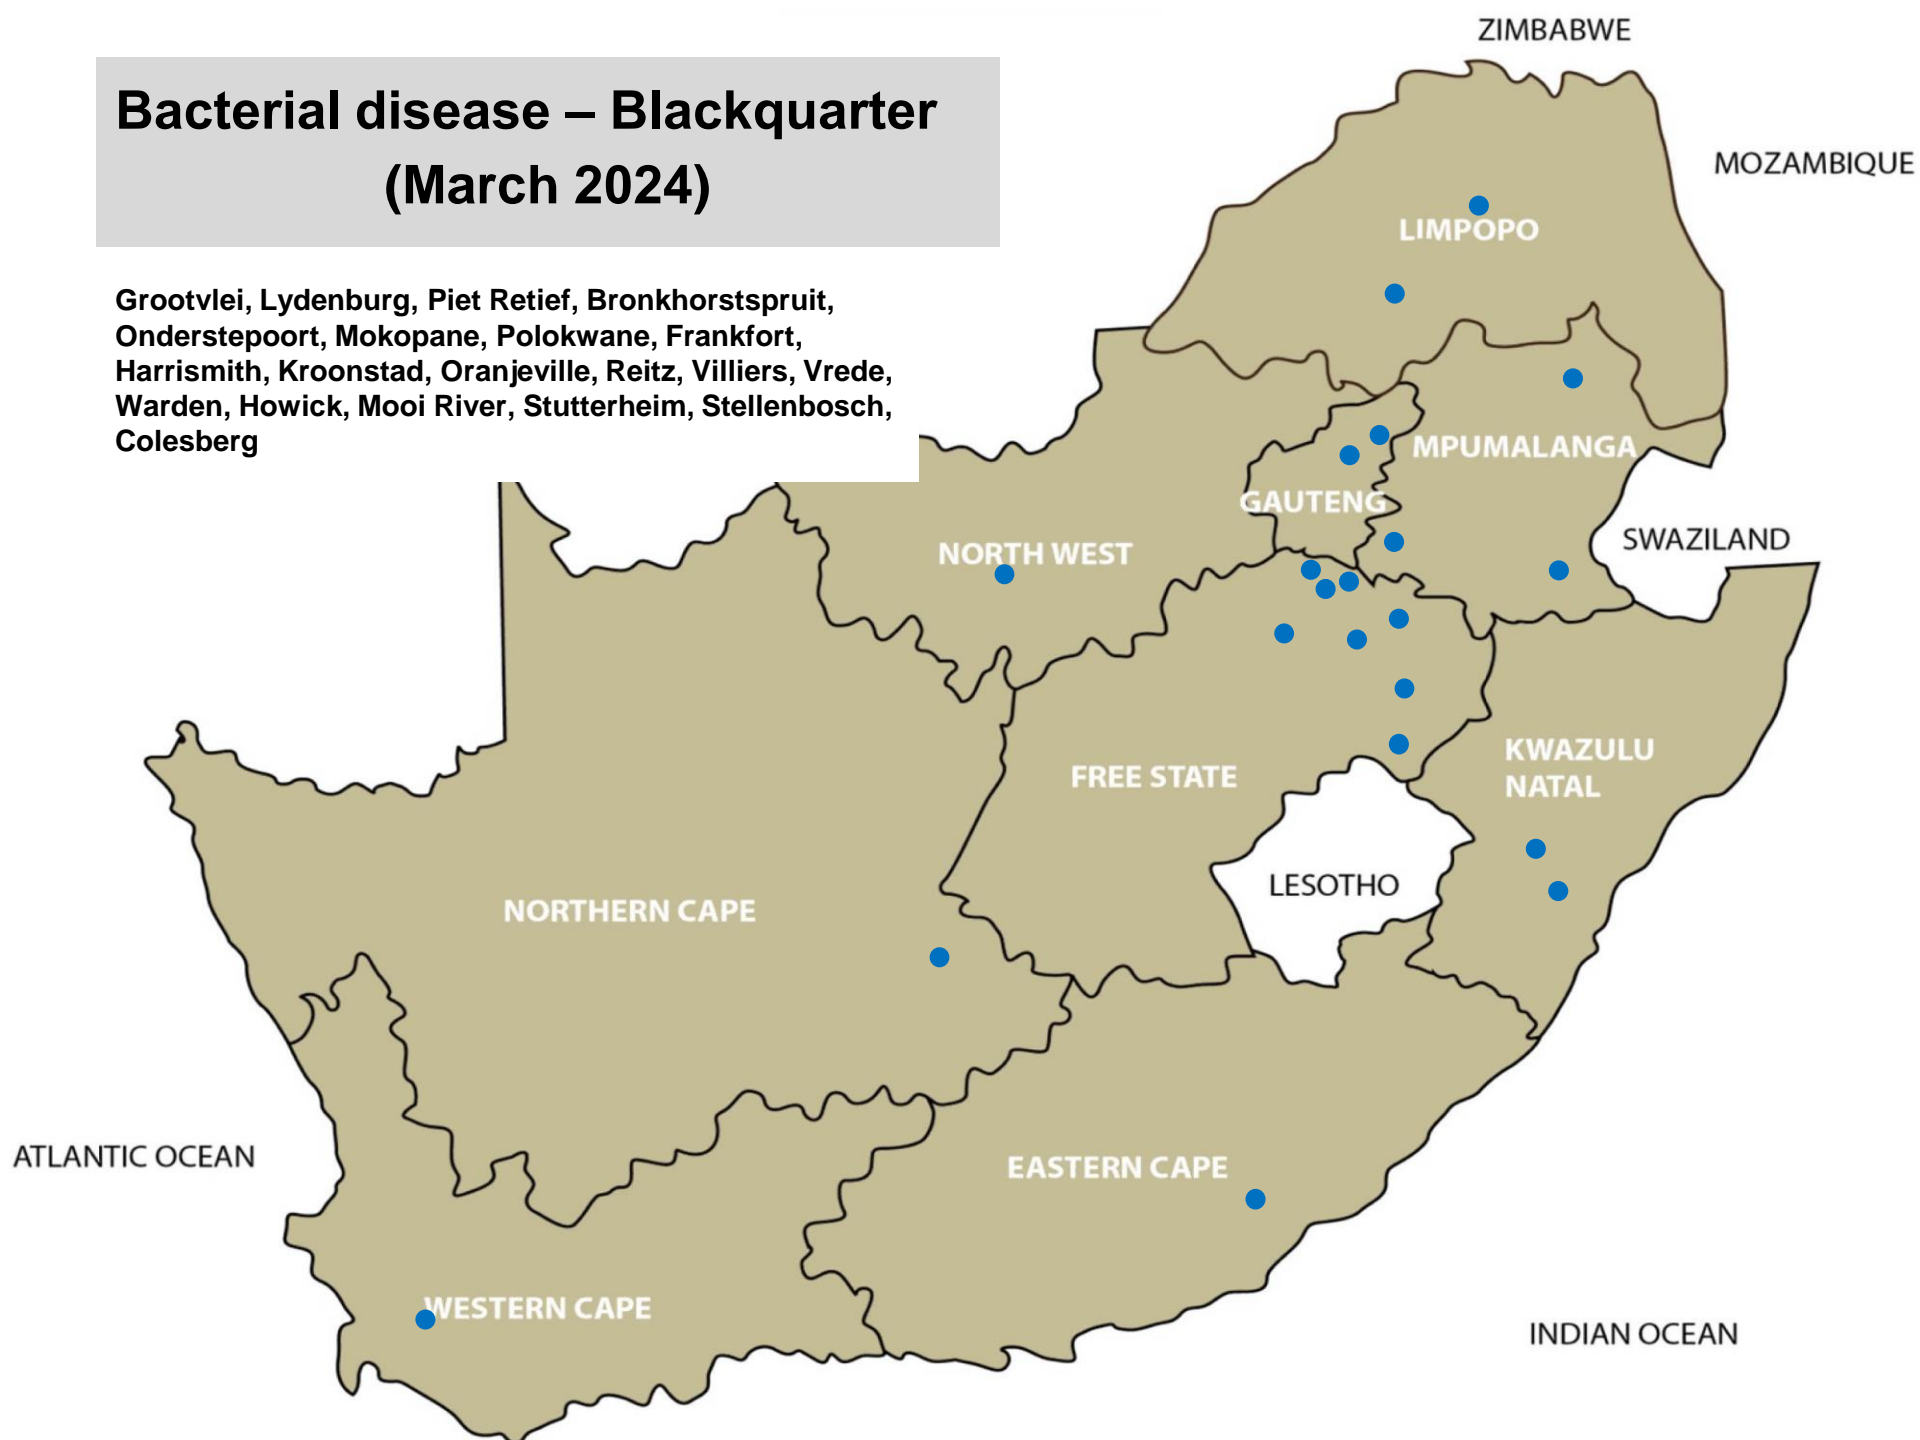 ZIMBABWE
Bacterial disease – Blackquarter
(March 2024)
MOZAMBIQUE
LIMPOPO
Grootvlei, Lydenburg, Piet Retief, Bronkhorstspruit,
Onderstepoort, Mokopane, Polokwane, Frankfort,
Harrismith, Kroonstad, Oranjeville, Reitz, Villiers, Vrede,
Warden, Howick, Mooi River, Stutterheim, Stellenbosch,
Colesberg
MPUMALANGA
GAUTENG
SWAZILAND
NORTH WEST
KWAZULU
NATAL
FREE STATE
LESOTHO
NORTHERN CAPE
ATLANTIC OCEAN
EASTERN CAPE
WESTERN CAPE
INDIAN OCEAN